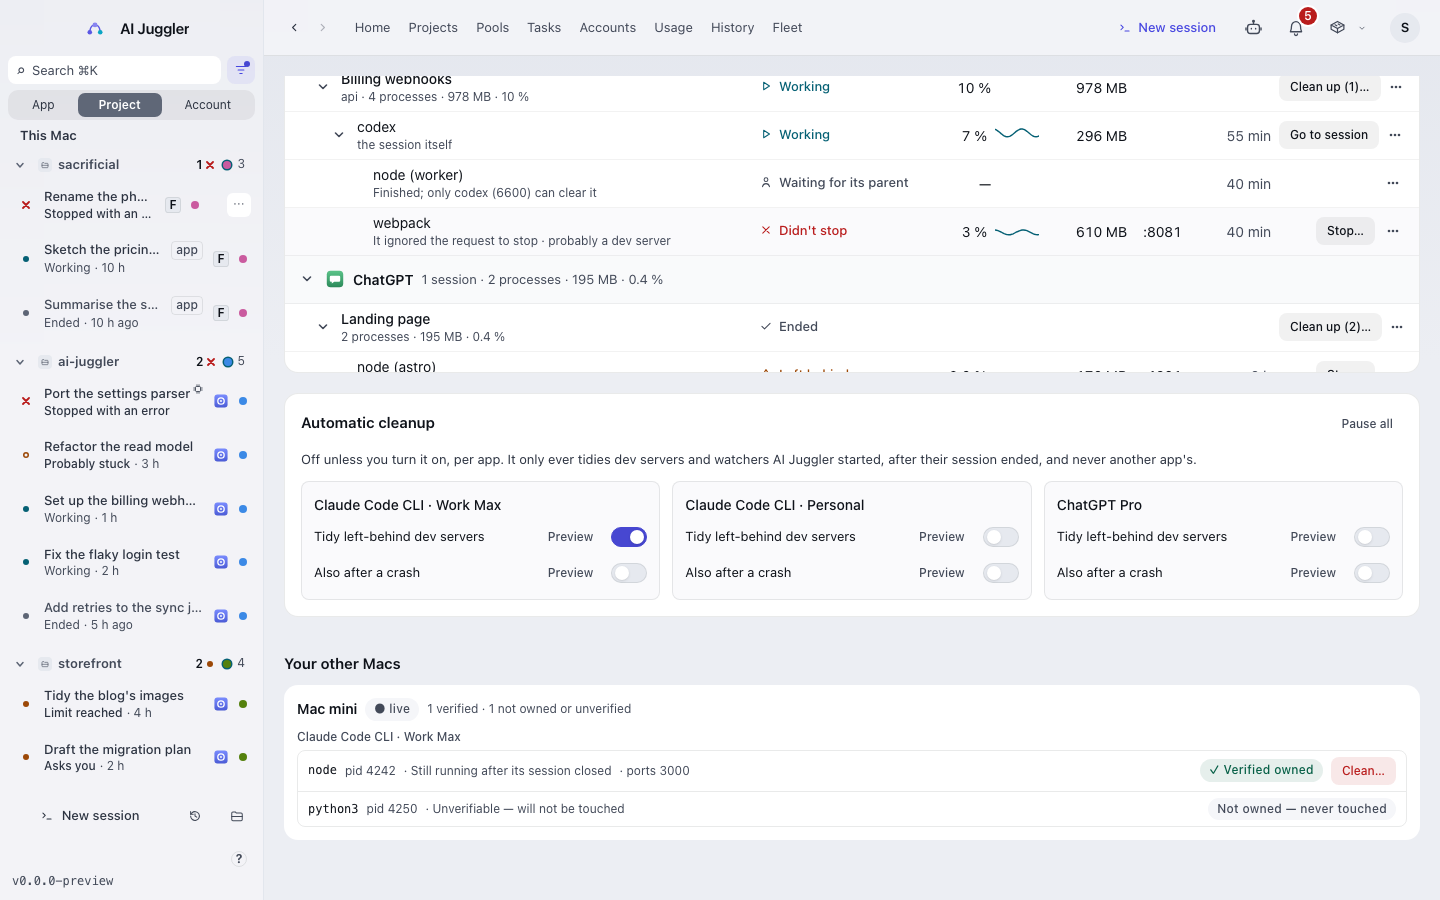 AI Juggler
Search ⌘K
App Project Account
This Mac
sacrificial 1 3
Rename the ph... F
Stopped with an ...
Sketch the pricin... app F
Working · 10 h
Summarise the s... app F
Ended · 10 h ago
ai-juggler 2 5
Port the settings parser
Stopped with an error
Refactor the read model
Probably stuck · 3 h
Set up the billing webh...
Working · 1 h
Fix the flaky login test
Working · 2 h
Add retries to the sync j...
Ended · 5 h ago
storefront 2 4
Tidy the blog's images
Limit reached · 4 h
Draft the migration plan
Asks you · 2 h
New session
?
v0.0.0-preview
Home Projects Pools Tasks Accounts Usage History Fleet
New session 5 S
Billing webhooks
api · 4 processes · 978 MB · 10 %
Working 10 % 978 MB Clean up (1)...
codex
the session itself
Working 7 % 296 MB 55 min Go to session
node (worker)
Finished; only codex (6600) can clear it
Waiting for its parent — 40 min
webpack
It ignored the request to stop · probably a dev server
Didn't stop 3 % 610 MB :8081 40 min Stop...
ChatGPT 1 session · 2 processes · 195 MB · 0.4 %
Landing page
2 processes · 195 MB · 0.4 %
Ended Clean up (2)...
node (astro)
Automatic cleanup Pause all
Off unless you turn it on, per app. It only ever tidies dev servers and watchers AI Juggler started, after their session ended, and never another app's.
Claude Code CLI · Work Max
Tidy left-behind dev servers Preview
Also after a crash Preview
Claude Code CLI · Personal
Tidy left-behind dev servers Preview
Also after a crash Preview
ChatGPT Pro
Tidy left-behind dev servers Preview
Also after a crash Preview
Your other Macs
Mac mini live 1 verified · 1 not owned or unverified
Claude Code CLI · Work Max
node pid 4242 · Still running after its session closed · ports 3000 ✓ Verified owned Clean...
python3 pid 4250 · Unverifiable — will not be touched Not owned — never touched